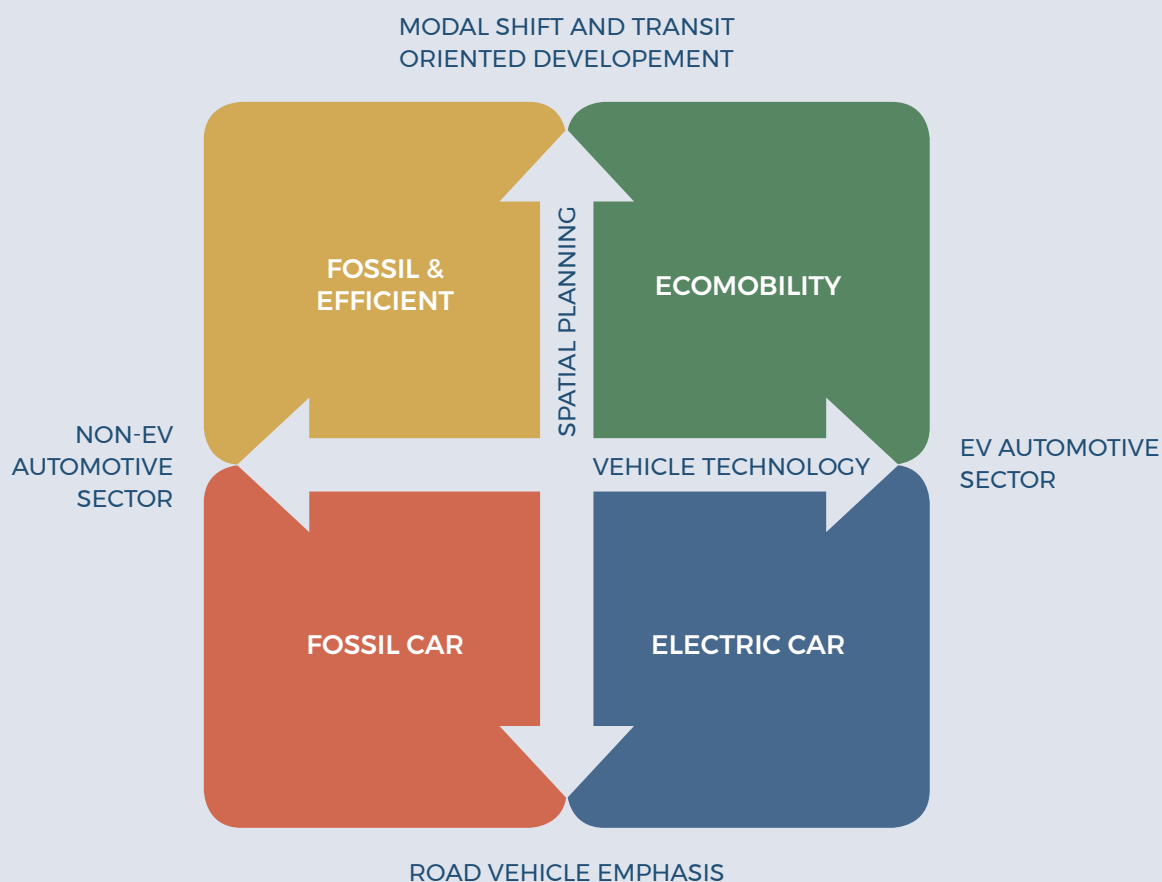 MODAL SHIFT AND TRANSIT
ORIENTED DEVELOPEMENT
FOSSIL &
EFFICIENT
ECOMOBILITY
SPATIAL PLANNING
NON-EV
AUTOMOTIVE
SECTOR
VEHICLE TECHNOLOGY
EV AUTOMOTIVE
SECTOR
FOSSIL CAR
ELECTRIC CAR
ROAD VEHICLE EMPHASIS